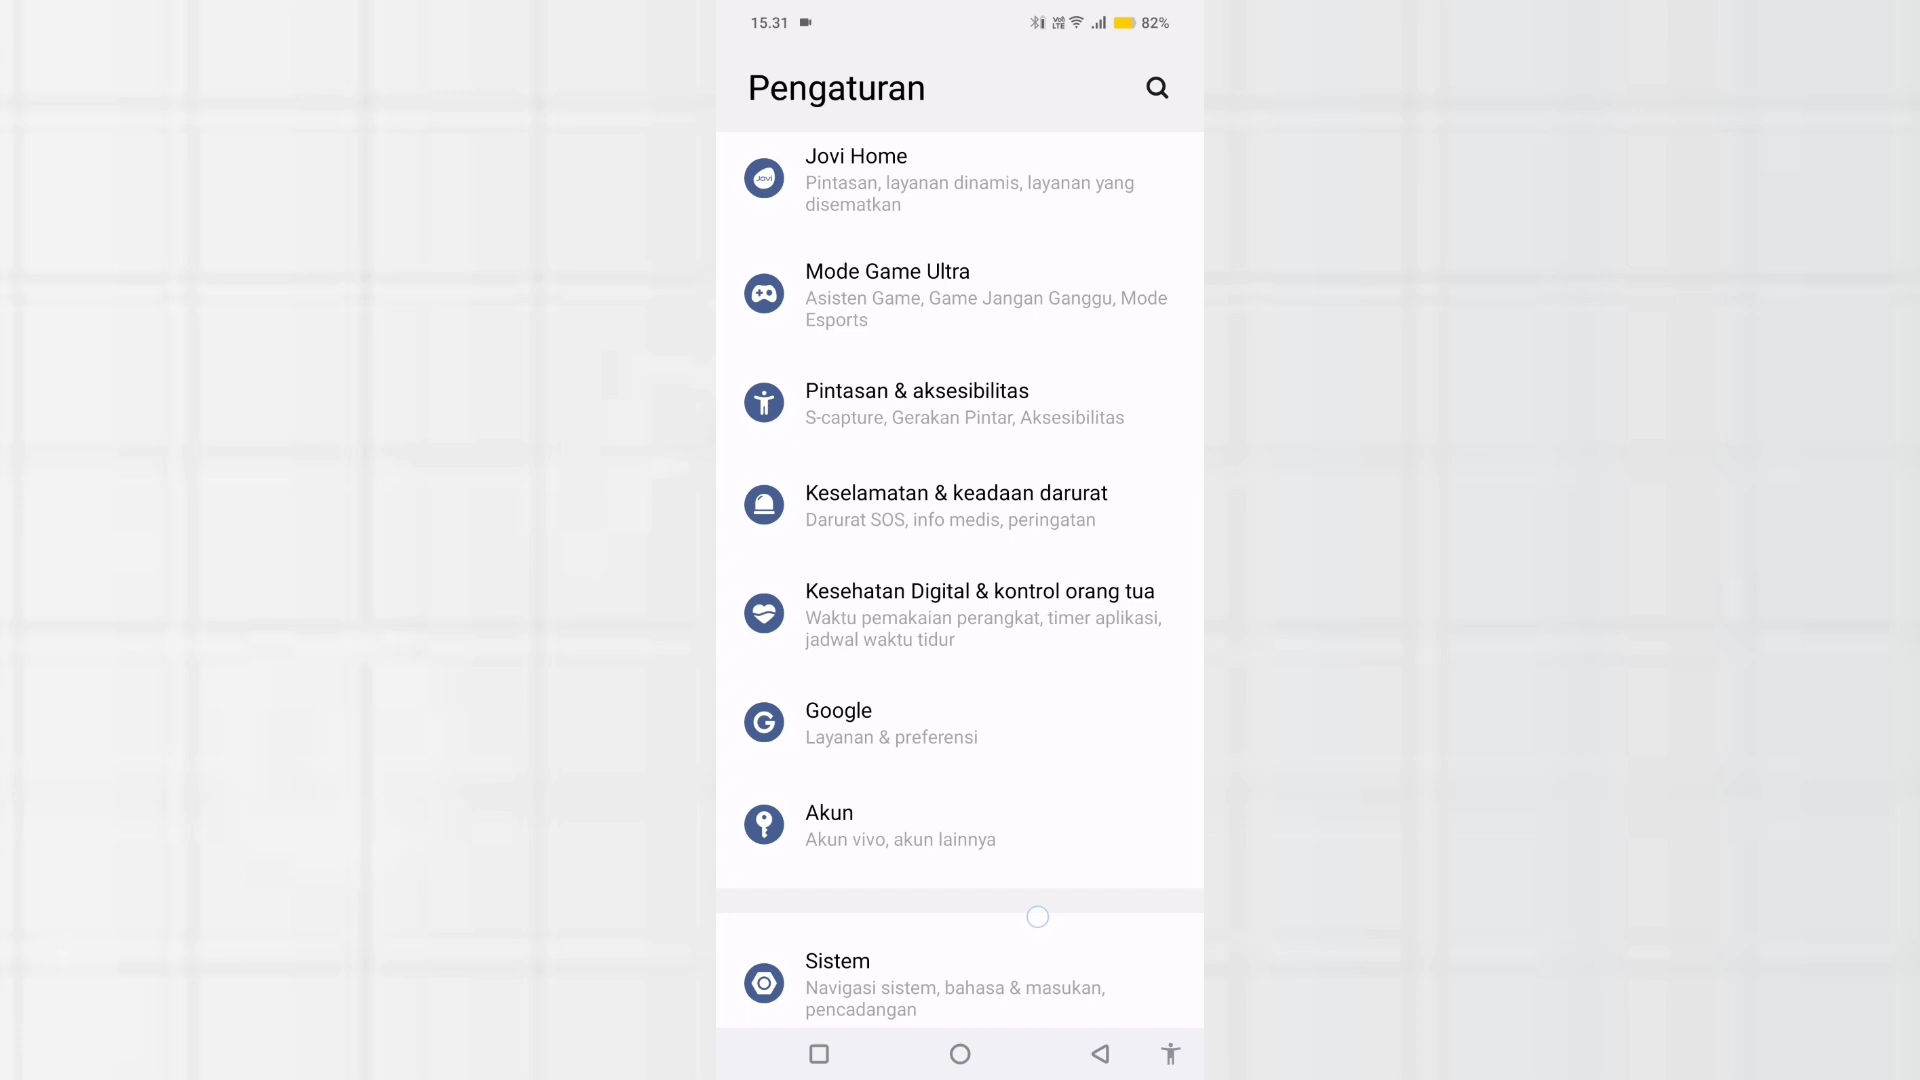 15.31
VoI LTE 82%
Pengaturan
Jovi Home
Jovi
Pintasan, layanan dinamis, layanan yang
disematkan
Mode Game Ultra
Asisten Game, Game Jangan Ganggu, Mode
Esports
Pintasan & aksesibilitas
S-capture, Gerakan Pintar, Aksesibilitas
Keselamatan & keadaan darurat
Darurat SOS, info medis, peringatan
Kesehatan Digital & kontrol orang tua
Waktu pemakaian perangkat, timer aplikasi,
jadwal waktu tidur
Google
G
Layanan & preferensi
Akun
Akun vivo, akun lainnya
Sistem
Navigasi sistem, bahasa & masukan,
pencadangan